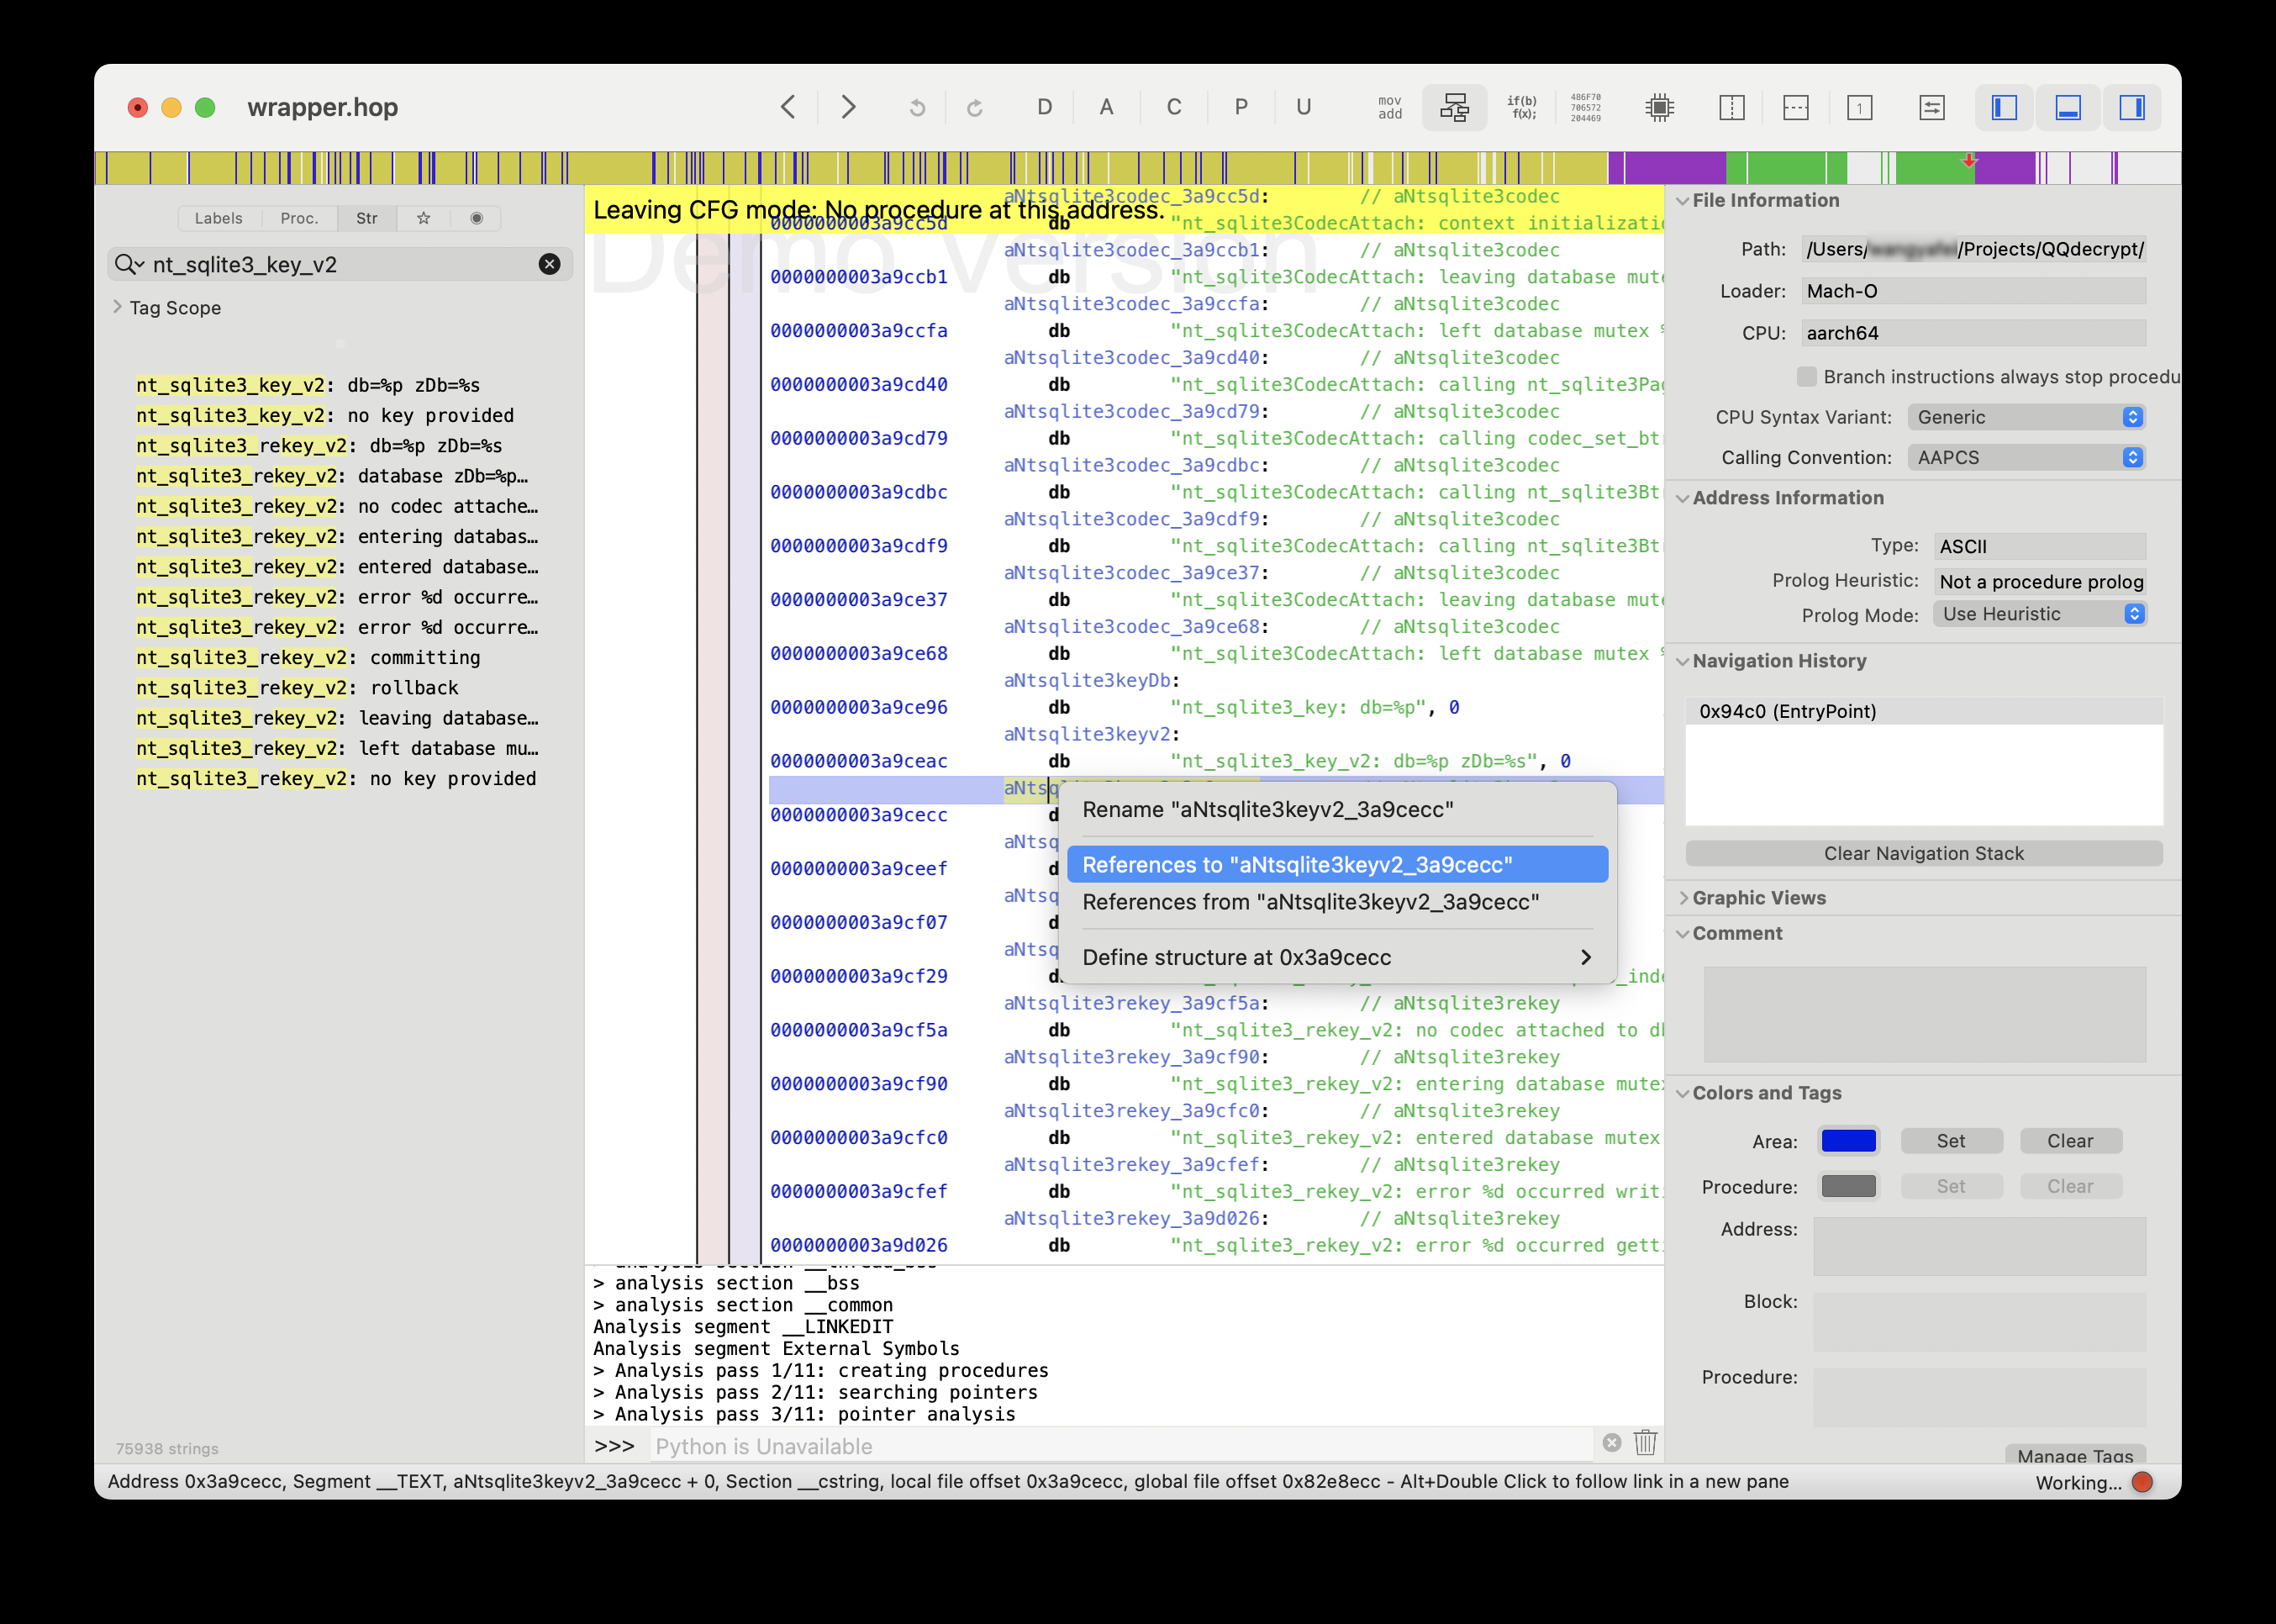 wrapper.hop
D A C P U
mov
add
if(b)
f(x);
486F70
706572
204469
1
Labels Proc. Str
nt_sqlite3_key_v2
Tag Scope
nt_sqlite3_key_v2: db=%p zDb=%s
nt_sqlite3_key_v2: no key provided
nt_sqlite3_rekey_v2: db=%p zDb=%s
nt_sqlite3_rekey_v2: database zDb=%p…
nt_sqlite3_rekey_v2: no codec attache…
nt_sqlite3_rekey_v2: entering databas…
nt_sqlite3_rekey_v2: entered database…
nt_sqlite3_rekey_v2: error %d occurre…
nt_sqlite3_rekey_v2: error %d occurre…
nt_sqlite3_rekey_v2: committing
nt_sqlite3_rekey_v2: rollback
nt_sqlite3_rekey_v2: leaving database…
nt_sqlite3_rekey_v2: left database mu…
nt_sqlite3_rekey_v2: no key provided
75938 strings
Leaving CFG mode: No procedure at this address.
Demo Version
aNtsqlite3codec_3a9cc5d: // aNtsqlite3codec
0000000003a9cc5d db "nt_sqlite3CodecAttach: context initializatio
aNtsqlite3codec_3a9ccb1: // aNtsqlite3codec
0000000003a9ccb1 db "nt_sqlite3CodecAttach: leaving database mute
aNtsqlite3codec_3a9ccfa: // aNtsqlite3codec
0000000003a9ccfa db "nt_sqlite3CodecAttach: left database mutex %
aNtsqlite3codec_3a9cd40: // aNtsqlite3codec
0000000003a9cd40 db "nt_sqlite3CodecAttach: calling nt_sqlite3Pag
aNtsqlite3codec_3a9cd79: // aNtsqlite3codec
0000000003a9cd79 db "nt_sqlite3CodecAttach: calling codec_set_bt
aNtsqlite3codec_3a9cdbc: // aNtsqlite3codec
0000000003a9cdbc db "nt_sqlite3CodecAttach: calling nt_sqlite3Bt
aNtsqlite3codec_3a9cdf9: // aNtsqlite3codec
0000000003a9cdf9 db "nt_sqlite3CodecAttach: calling nt_sqlite3Bt
aNtsqlite3codec_3a9ce37: // aNtsqlite3codec
0000000003a9ce37 db "nt_sqlite3CodecAttach: leaving database mute
aNtsqlite3codec_3a9ce68: // aNtsqlite3codec
0000000003a9ce68 db "nt_sqlite3CodecAttach: left database mutex %
aNtsqlite3keyDb:
0000000003a9ce96 db "nt_sqlite3_key: db=%p", 0
aNtsqlite3keyv2:
0000000003a9ceac db "nt_sqlite3_key_v2: db=%p zDb=%s", 0
aNtsq
0000000003a9cecc d
aNtsq
0000000003a9ceef d
aNtsq
0000000003a9cf07 d
aNtsq
0000000003a9cf29 d _inde
aNtsqlite3rekey_3a9cf5a: // aNtsqlite3rekey
0000000003a9cf5a db "nt_sqlite3_rekey_v2: no codec attached to d
aNtsqlite3rekey_3a9cf90: // aNtsqlite3rekey
0000000003a9cf90 db "nt_sqlite3_rekey_v2: entering database mutex
aNtsqlite3rekey_3a9cfc0: // aNtsqlite3rekey
0000000003a9cfc0 db "nt_sqlite3_rekey_v2: entered database mutex
aNtsqlite3rekey_3a9cfef: // aNtsqlite3rekey
0000000003a9cfef db "nt_sqlite3_rekey_v2: error %d occurred writ
aNtsqlite3rekey_3a9d026: // aNtsqlite3rekey
0000000003a9d026 db "nt_sqlite3_rekey_v2: error %d occurred gett
Rename "aNtsqlite3keyv2_3a9cecc"
References to "aNtsqlite3keyv2_3a9cecc"
References from "aNtsqlite3keyv2_3a9cecc"
Define structure at 0x3a9cecc
> analysis section __thread_bss
> analysis section __bss
> analysis section __common
Analysis segment __LINKEDIT
Analysis segment External Symbols
> Analysis pass 1/11: creating procedures
> Analysis pass 2/11: searching pointers
> Analysis pass 3/11: pointer analysis
>>> Python is Unavailable
File Information
Path: /Users/ /Projects/QQdecrypt/
Loader: Mach-O
CPU: aarch64
Branch instructions always stop procedu
CPU Syntax Variant: Generic
Calling Convention: AAPCS
Address Information
Type: ASCII
Prolog Heuristic: Not a procedure prolog
Prolog Mode: Use Heuristic
Navigation History
0x94c0 (EntryPoint)
Clear Navigation Stack
Graphic Views
Comment
Colors and Tags
Area: Set Clear
Procedure: Set Clear
Address:
Block:
Procedure:
Manage Tags
Address 0x3a9cecc, Segment __TEXT, aNtsqlite3keyv2_3a9cecc + 0, Section __cstring, local file offset 0x3a9cecc, global file offset 0x82e8ecc - Alt+Double Click to follow link in a new pane
Working...